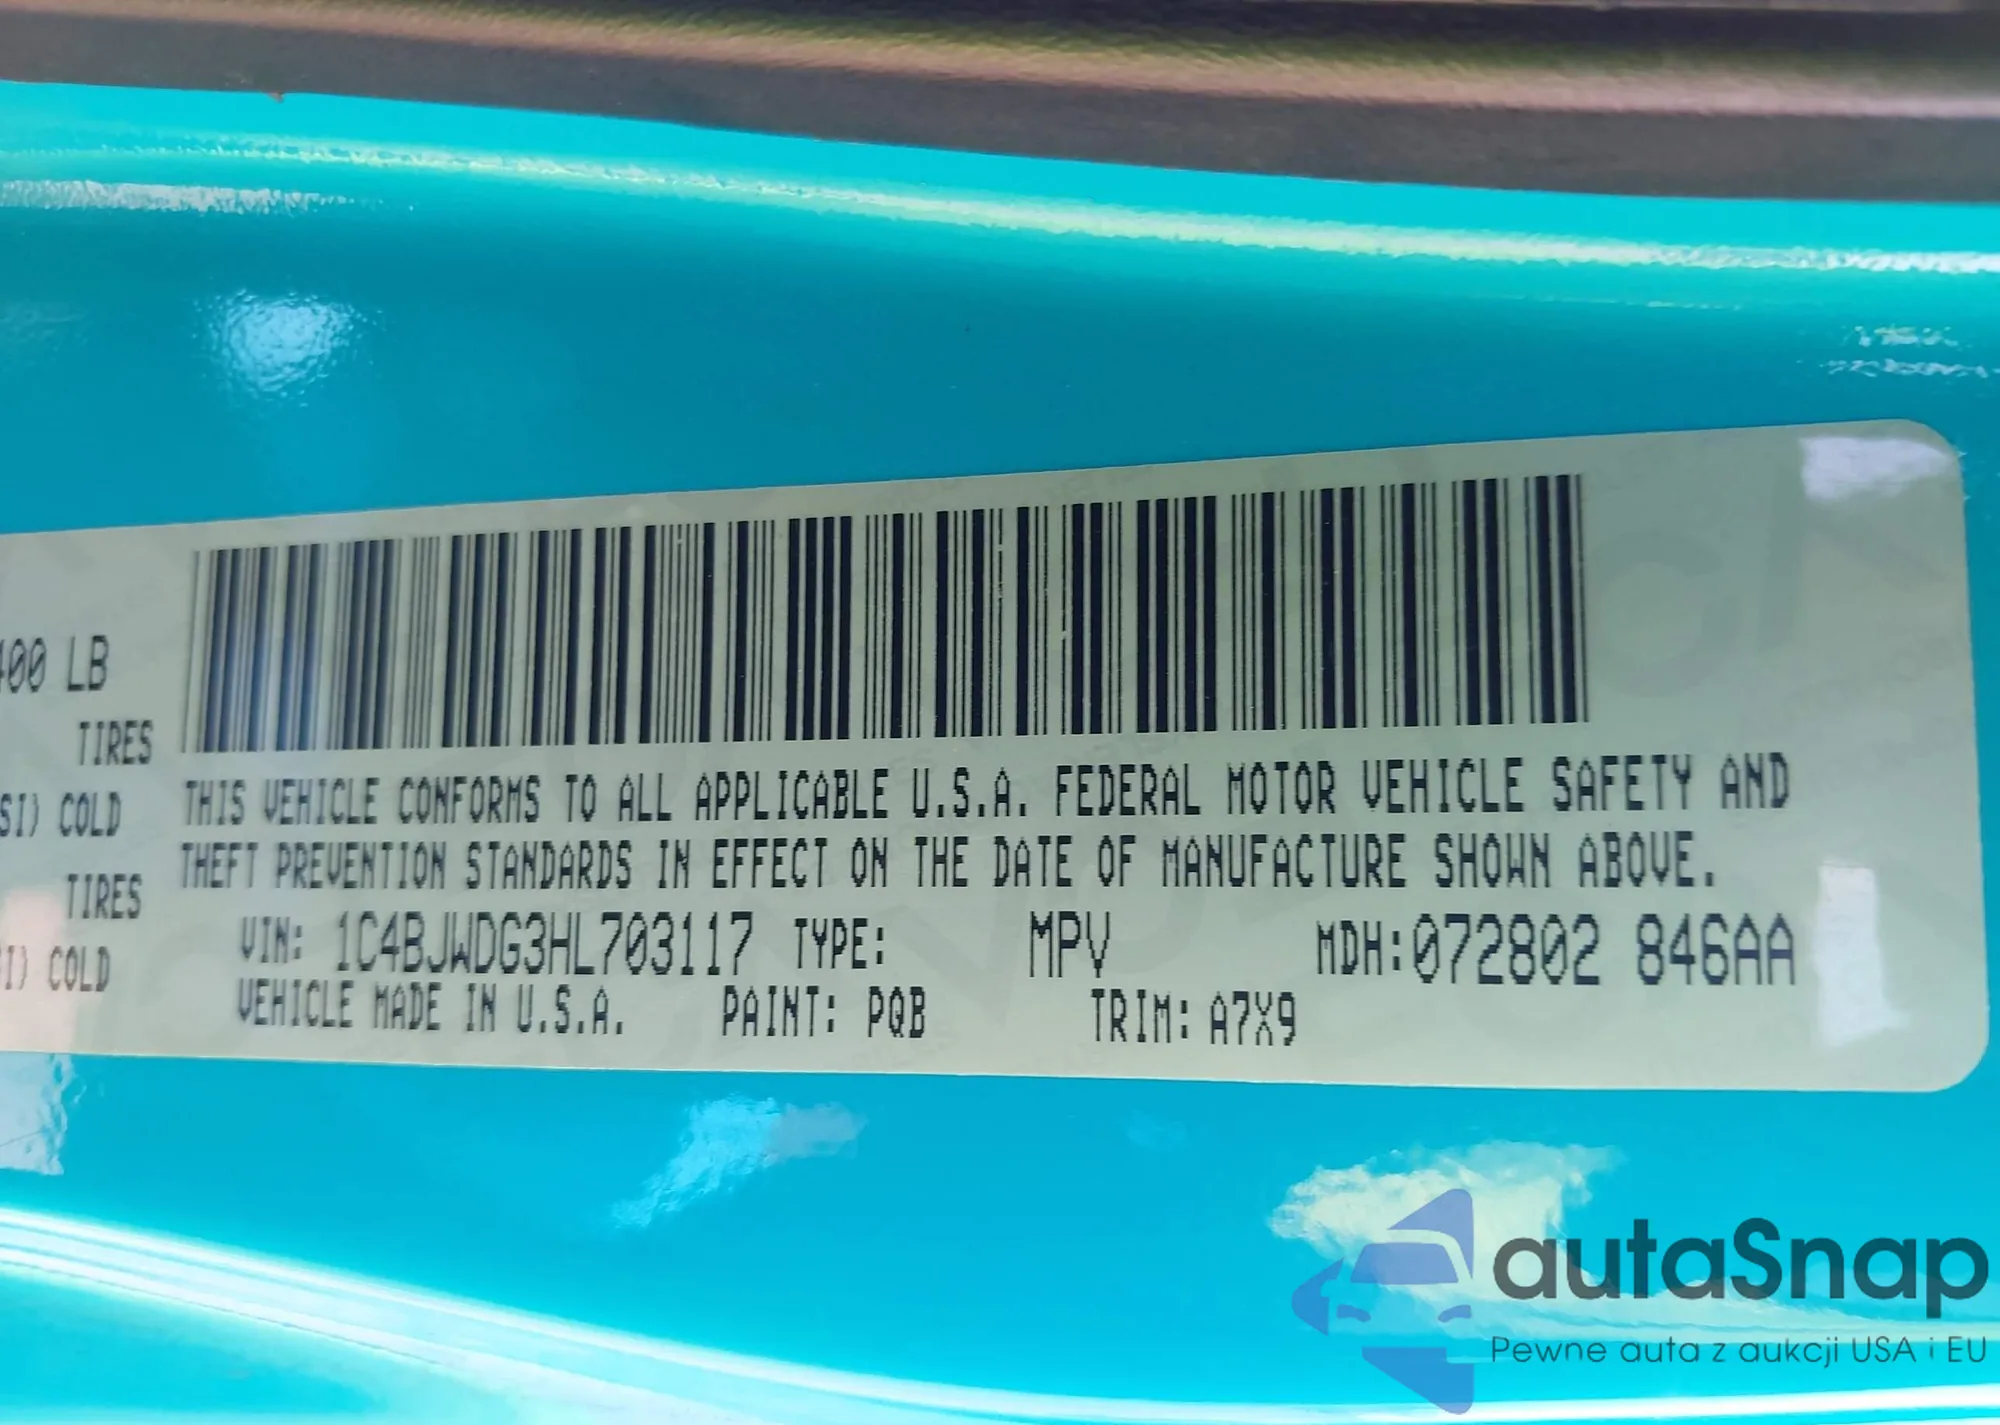 400 LB
TIRES
SI) COLD
TIRES
I) COLD
THIS VEHICLE CONFORMS TO ALL APPLICABLE U.S.A. FEDERAL MOTOR VEHICLE SAFETY AND
THEFT PREVENTION STANDARDS IN EFFECT ON THE DATE OF MANUFACTURE SHOWN ABOVE.
VIN: 1C4BJWDG3HL703117 TYPE: MPV MDH:072802 846AA
VEHICLE MADE IN U.S.A. PAINT: PQB TRIM: A7X9
autaSnap
Pewne auta z aukcji USA i EU